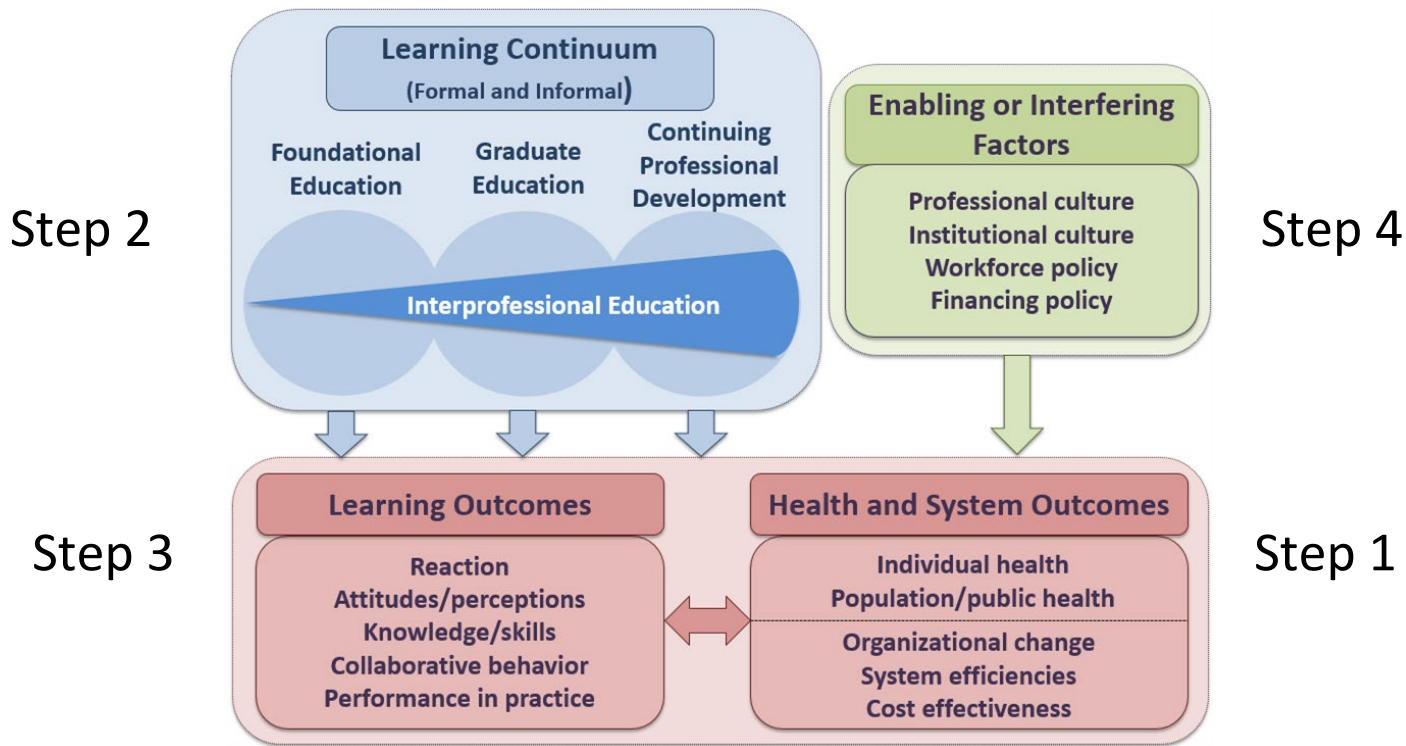 Learning Continuum
(Formal and Informal)
Foundational
Education
Graduate
Education
Continuing
Professional
Development
Interprofessional Education
Step 2
Enabling or Interfering
Factors
Professional culture
Institutional culture
Workforce policy
Financing policy
Step 4
Step 3
Learning Outcomes
Reaction
Attitudes/perceptions
Knowledge/skills
Collaborative behavior
Performance in practice
Health and System Outcomes
Individual health
Population/public health
Organizational change
System efficiencies
Cost effectiveness
Step 1